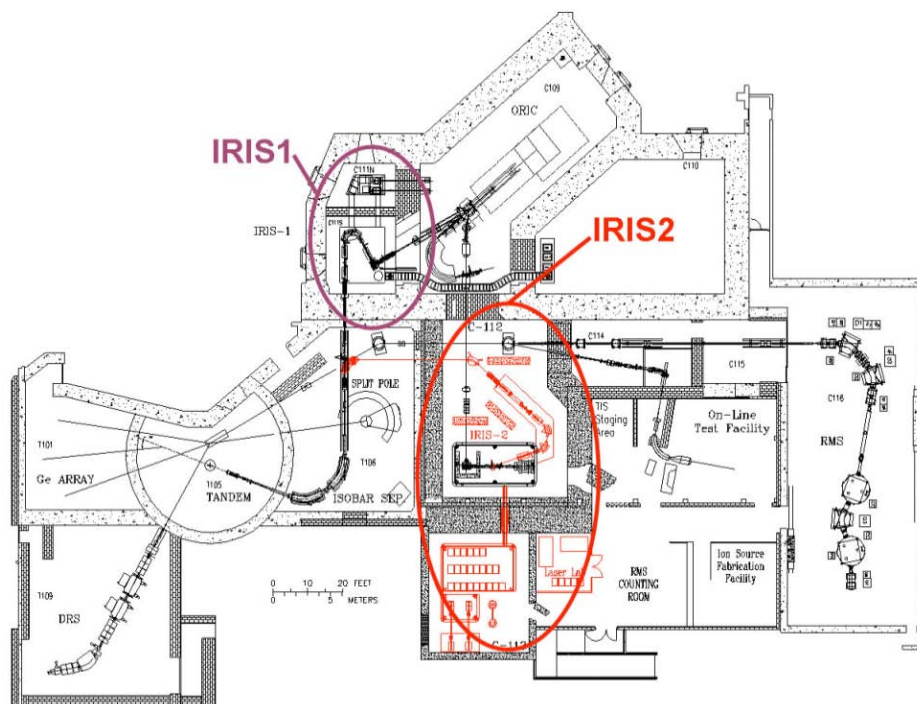 C109
ORIC
IRIS1
C111N
C110
C111S
IRIS-1
IRIS2
C-112
C114
C115
C116
SPLIT POLE
TIS
Staging
Area
On-Line
Test Facility
RMS
T101
IRIS-2
Ge ARRAY
T105
TANDEM
T106
ISOBAR SEP.
Laser Lab
Ion Source
Fabrication
Facility
RMS
COUNTING
ROOM
T109
DRS
0 10 20 FEET
0 5 METERS
C-112